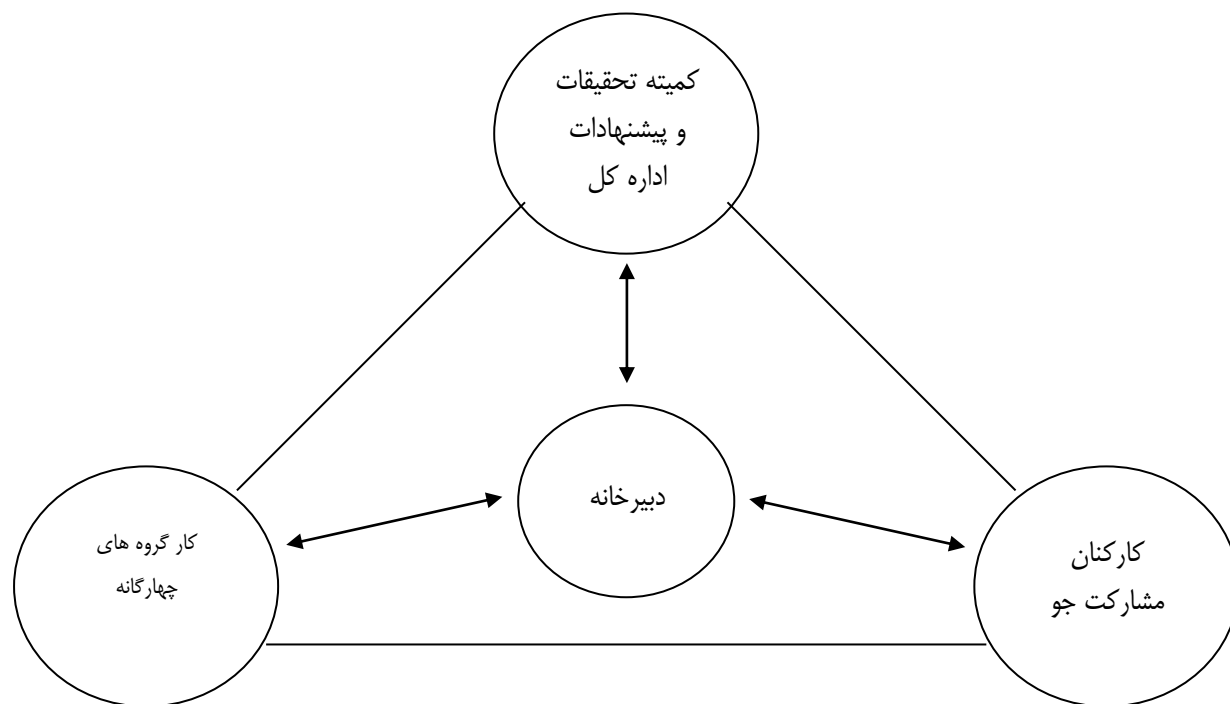 کمیته تحقیقات
و پیشنهادات
اداره کل
دبیرخانه
کارکنان
مشارکت جو
کار گروه های
چهارگانه